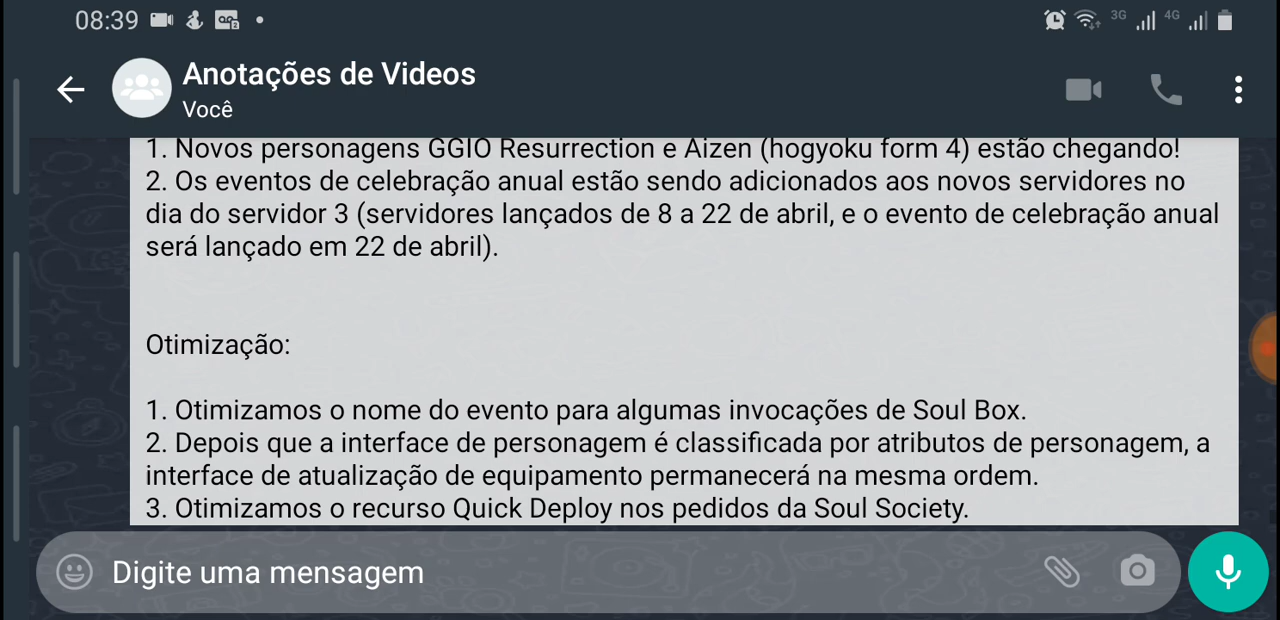 08:39
3G
4G
Anotações de Videos
Você
1. Novos personagens GGIO Resurrection e Aizen (hogyoku form 4) estão chegando!
2. Os eventos de celebração anual estão sendo adicionados aos novos servidores no
dia do servidor 3 (servidores lançados de 8 a 22 de abril, e o evento de celebração anual
será lançado em 22 de abril).
Otimização:
1. Otimizamos o nome do evento para algumas invocações de Soul Box.
2. Depois que a interface de personagem é classificada por atributos de personagem, a
interface de atualização de equipamento permanecerá na mesma ordem.
3. Otimizamos o recurso Quick Deploy nos pedidos da Soul Society.
Digite uma mensagem